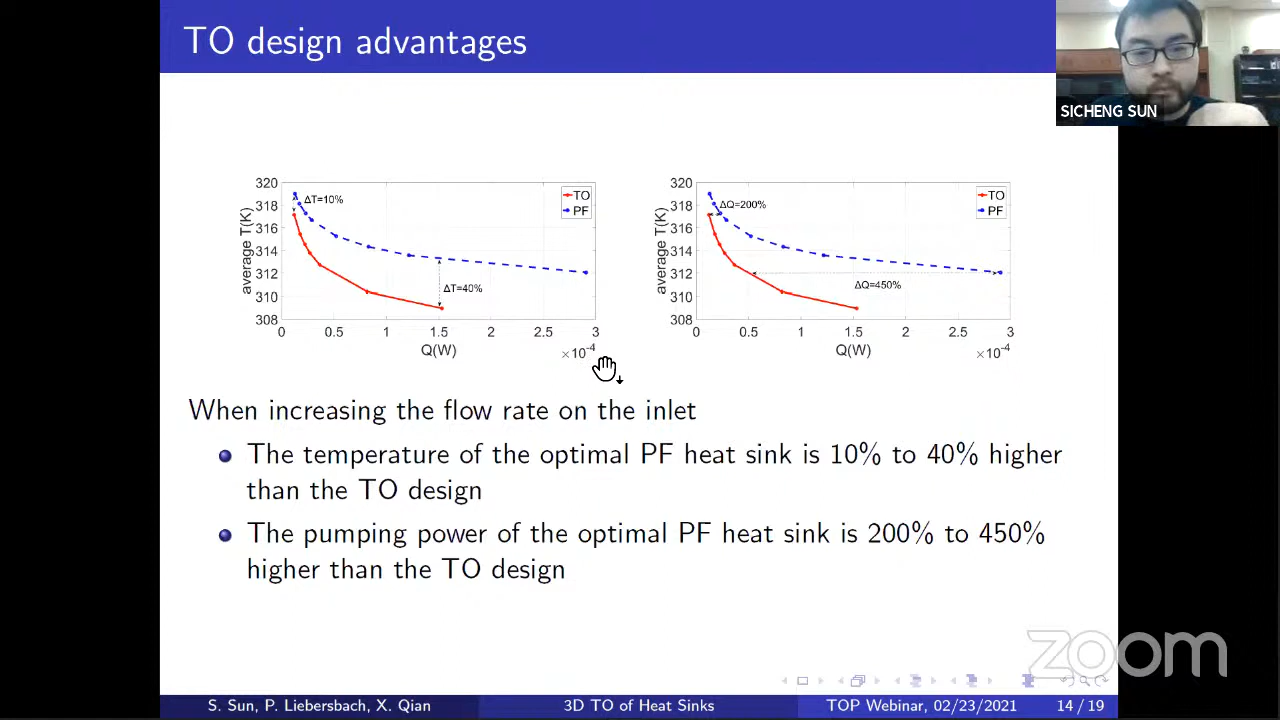 TO design advantages
SICHENG SUN
320
318
316
314
312
310
308
average T(K)
ΔT=10%
ΔT=40%
TO
PF
0
0.5
1
1.5
2
2.5
3
Q(W)
×10-4
320
318
316
314
312
310
308
average T(K)
ΔQ=200%
ΔQ=450%
TO
PF
0
0.5
1
1.5
2
2.5
3
Q(W)
×10-4
When increasing the flow rate on the inlet
The temperature of the optimal PF heat sink is 10% to 40% higher
than the TO design
The pumping power of the optimal PF heat sink is 200% to 450%
higher than the TO design
zoom
S. Sun, P. Liebersbach, X. Qian
3D TO of Heat Sinks
TOP Webinar, 02/23/2021
14 / 19